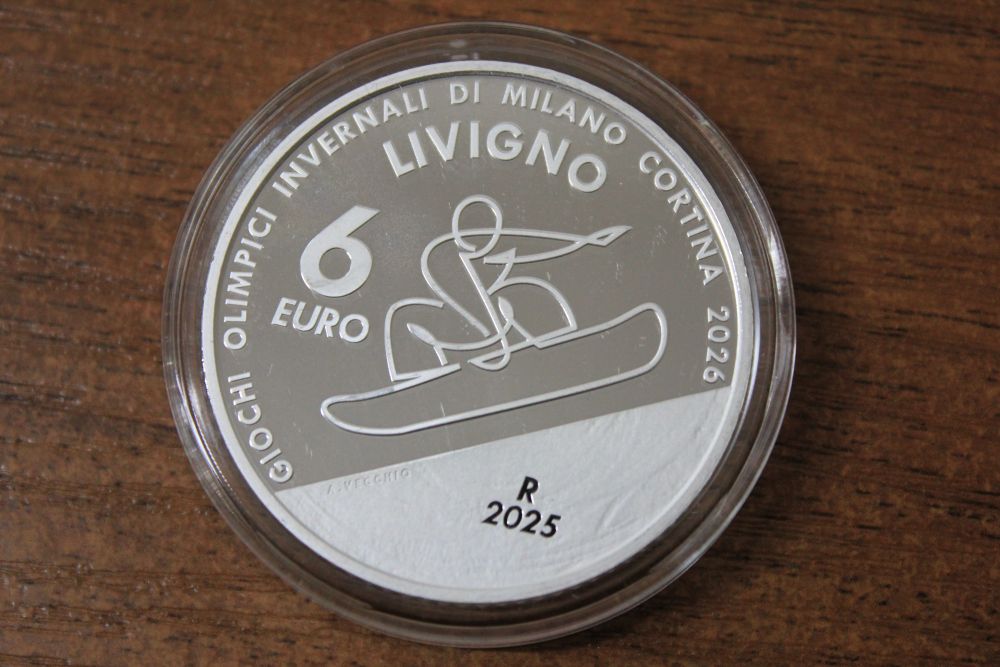 GIOCHI OLIMPICI INVERNALI DI MILANO CORTINA 2026
LIVIGNO
6
EURO
A. VECCHIO
R
2025